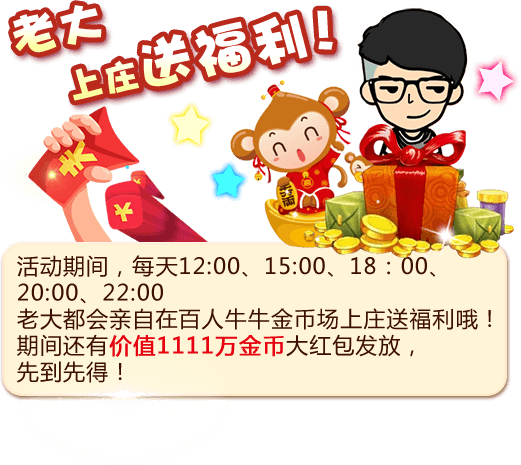 老大
上庄送福利！
大
大
活动期间，每天12:00、15:00、18：00、
20:00、22:00
老大都会亲自在百人牛牛金币场上庄送福利哦！
期间还有价值1111万金币大红包发放，
先到先得！